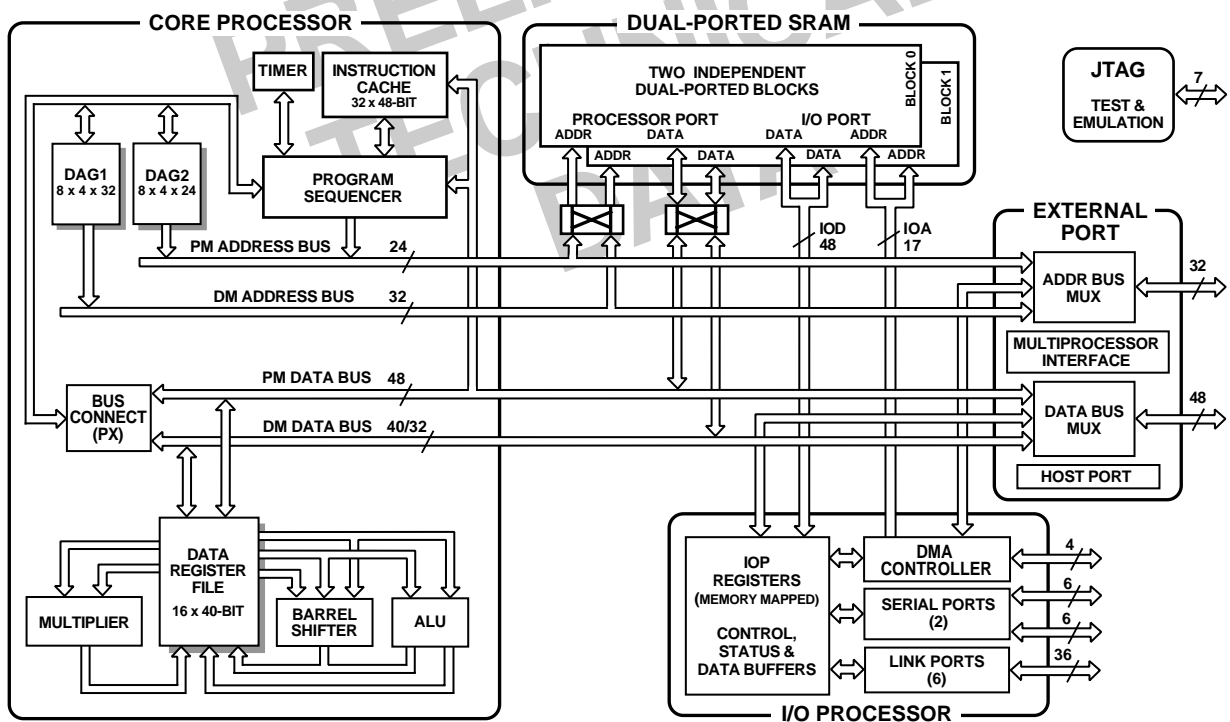 CORE PROCESSOR
TIMER
INSTRUCTION
CACHE
32 x 48-BIT
DAG1
8 x 4 x 32
DAG2
8 x 4 x 24
PROGRAM
SEQUENCER
PM ADDRESS BUS 24
DM ADDRESS BUS 32
PM DATA BUS 48
BUS
CONNECT
(PX)
DM DATA BUS 40/32
DATA
REGISTER
FILE
16 x 40-BIT
MULTIPLIER
BARREL
SHIFTER
ALU
DUAL-PORTED SRAM
TWO INDEPENDENT
DUAL-PORTED BLOCKS
BLOCK 0
BLOCK 1
PROCESSOR PORT
I/O PORT
ADDR DATA DATA ADDR
ADDR DATA DATA ADDR
IOD
48
IOA
17
JTAG
TEST &
EMULATION
7
EXTERNAL
PORT
ADDR BUS
MUX
32
MULTIPROCESSOR
INTERFACE
DATA BUS
MUX
48
HOST PORT
IOP
REGISTERS
(MEMORY MAPPED)
CONTROL,
STATUS &
DATA BUFFERS
DMA
CONTROLLER
4
SERIAL PORTS
(2)
6
6
LINK PORTS
(6)
36
I/O PROCESSOR
TECHNICAL
DATA